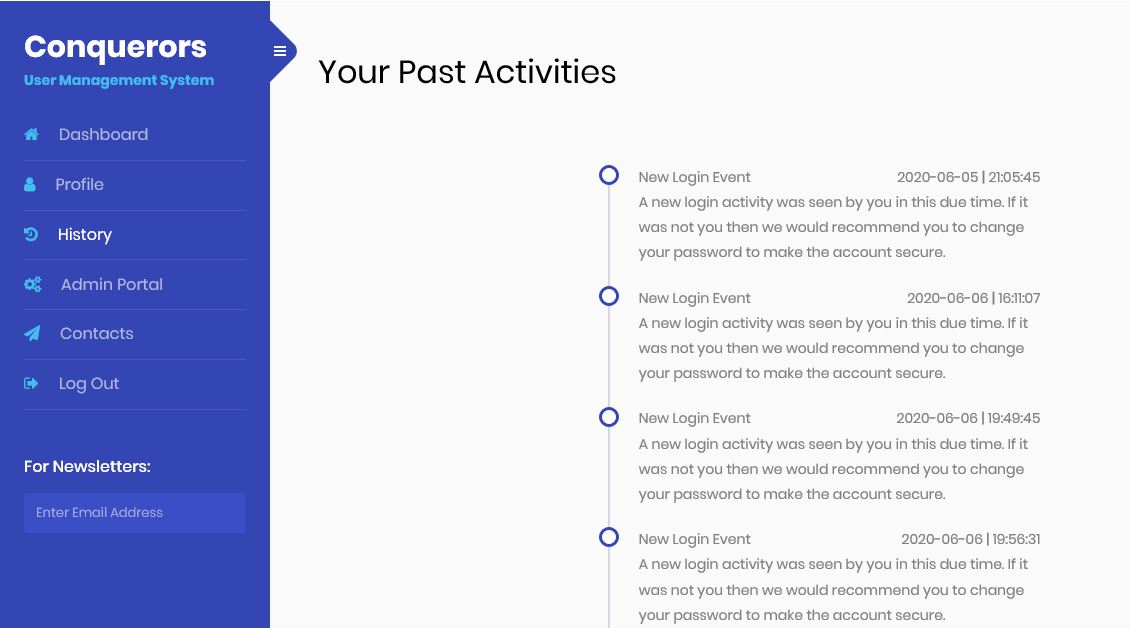 Conquerors
User Management System
Dashboard
Profile
History
Admin Portal
Contacts
Log Out
For Newsletters:
Enter Email Address
Your Past Activities
New Login Event 2020-06-05 | 21:05:45
A new login activity was seen by you in this due time. If it
was not you then we would recommend you to change
your password to make the account secure.
New Login Event 2020-06-06 | 16:11:07
A new login activity was seen by you in this due time. If it
was not you then we would recommend you to change
your password to make the account secure.
New Login Event 2020-06-06 | 19:49:45
A new login activity was seen by you in this due time. If it
was not you then we would recommend you to change
your password to make the account secure.
New Login Event 2020-06-06 | 19:56:31
A new login activity was seen by you in this due time. If it
was not you then we would recommend you to change
your password to make the account secure.